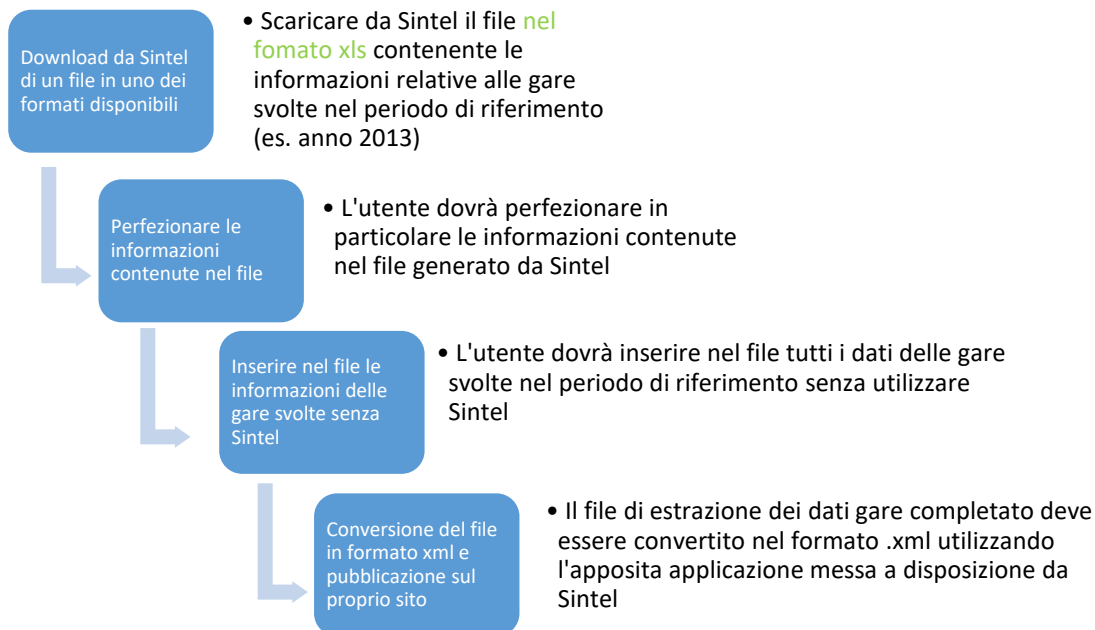 Download da Sintel
di un file in uno dei
formati disponibili
• Scaricare da Sintel il file nel
fomato xls contenente le
informazioni relative alle gare
svolte nel periodo di riferimento
(es. anno 2013)
Perfezionare le
informazioni
contenute nel file
• L'utente dovrà perfezionare in
particolare le informazioni contenute
nel file generato da Sintel
Inserire nel file le
informazioni delle
gare svolte senza
Sintel
• L'utente dovrà inserire nel file tutti i dati delle gare
svolte nel periodo di riferimento senza utilizzare
Sintel
Conversione del file
in formato xml e
pubblicazione sul
proprio sito
• Il file di estrazione dei dati gare completato deve
essere convertito nel formato .xml utilizzando
l'apposita applicazione messa a disposizione da
Sintel